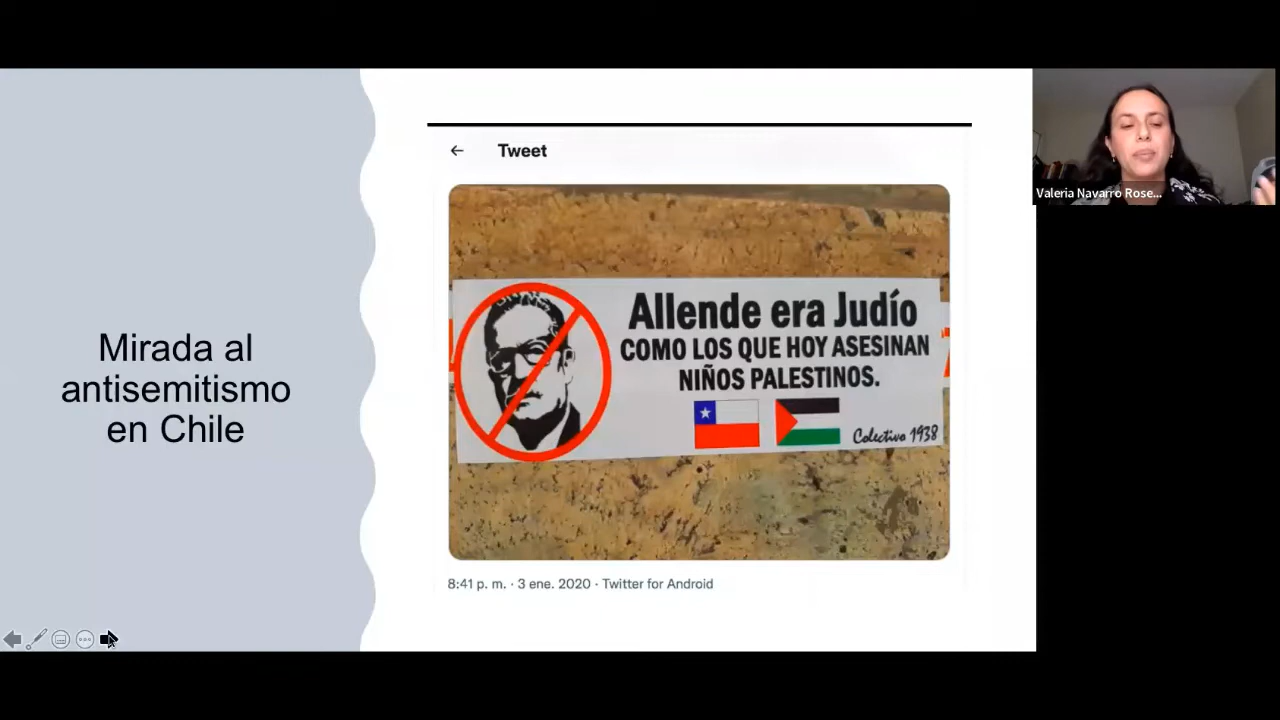 Mirada al
antisemitismo
en Chile
Tweet
Allende era Judío
COMO LOS QUE HOY ASESINAN
NIÑOS PALESTINOS.
Colectivo 1938
8:41 p. m. · 3 ene. 2020 · Twitter for Android
Valeria Navarro Rose...